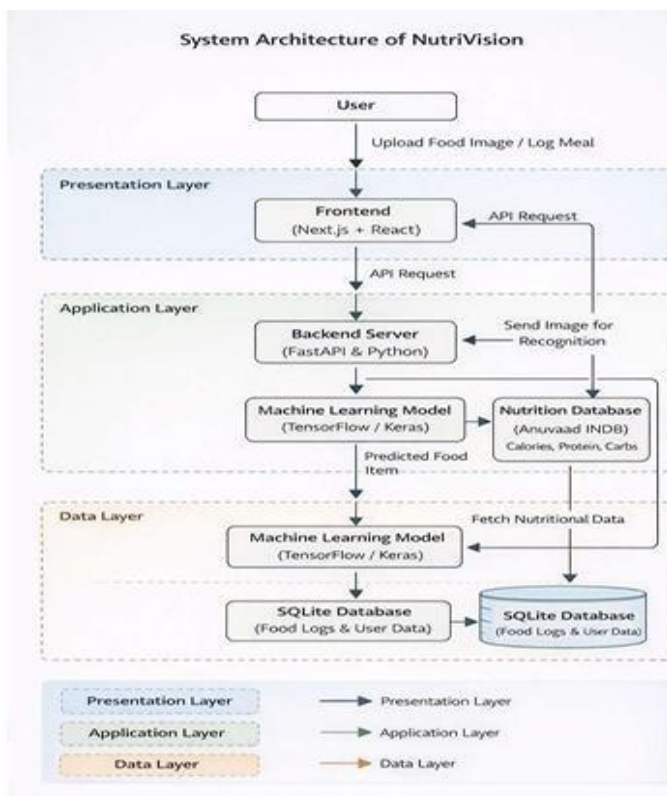 System Architecture of NutriVision
User
Upload Food Image / Log Meal
Presentation Layer
Frontend
(Next.js + React)
API Request
API Request
Application Layer
Backend Server
(FastAPI & Python)
Send Image for
Recognition
Machine Learning Model
(TensorFlow / Keras)
Nutrition Database
(Anuvaad INDB)
Calories, Protein, Carbs
Predicted Food
Item
Data Layer
Fetch Nutritional Data
Machine Learning Model
(TensorFlow / Keras)
SQLite Database
(Food Logs & User Data)
SQLite Database
(Food Logs & User Data)
Presentation Layer
Presentation Layer
Application Layer
Application Layer
Data Layer
Data Layer